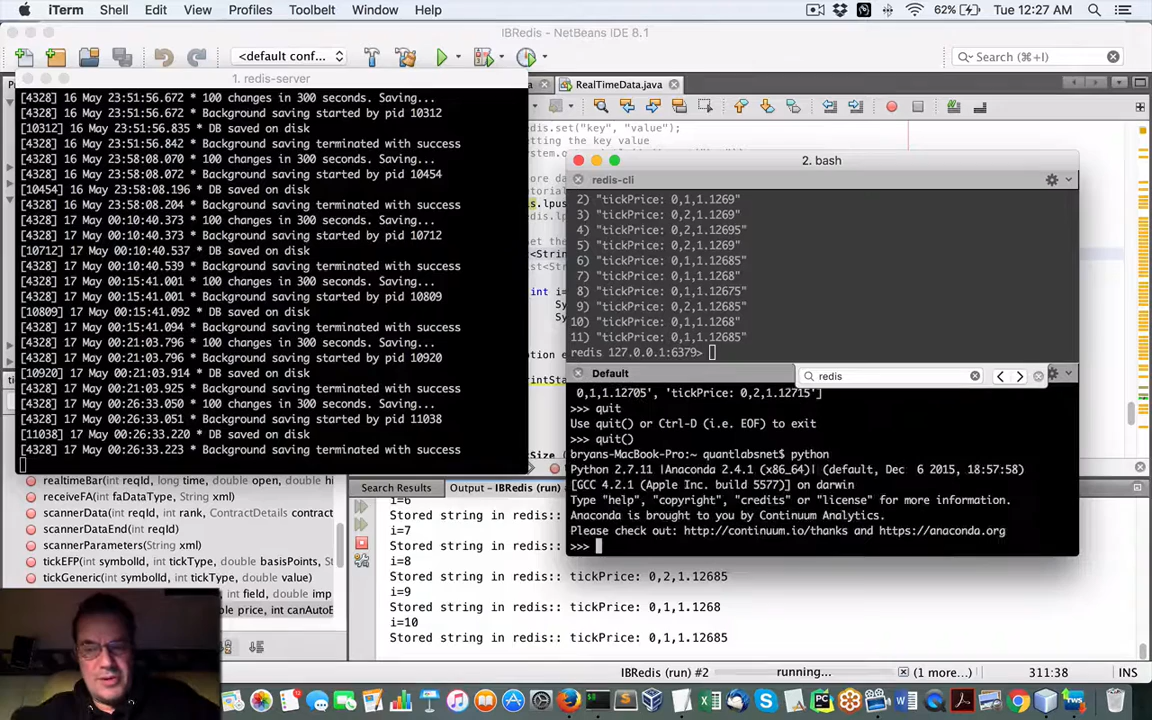 iTerm Shell Edit View Profiles Toolbelt Window Help 62% Tue 12:27 AM
IBRedis - NetBeans IDE 8.1
<default conf... Search (⌘+I)
1. redis-server
RealTimeData.java
[4328] 16 May 23:51:56.672 * 100 changes in 300 seconds. Saving...
[4328] 16 May 23:51:56.672 * Background saving started by pid 10312
[10312] 16 May 23:51:56.835 * DB saved on disk
[4328] 16 May 23:51:56.842 * Background saving terminated with success
[4328] 16 May 23:58:08.070 * 100 changes in 300 seconds. Saving...
[4328] 16 May 23:58:08.072 * Background saving started by pid 10454
[10454] 16 May 23:58:08.196 * DB saved on disk
[4328] 16 May 23:58:08.204 * Background saving terminated with success
[4328] 17 May 00:10:40.373 * 100 changes in 300 seconds. Saving...
[4328] 17 May 00:10:40.373 * Background saving started by pid 10712
[10712] 17 May 00:10:40.537 * DB saved on disk
[4328] 17 May 00:10:40.539 * Background saving terminated with success
[4328] 17 May 00:15:41.001 * 100 changes in 300 seconds. Saving...
[4328] 17 May 00:15:41.001 * Background saving started by pid 10809
[10809] 17 May 00:15:41.092 * DB saved on disk
[4328] 17 May 00:15:41.094 * Background saving terminated with success
[4328] 17 May 00:21:03.796 * 100 changes in 300 seconds. Saving...
[4328] 17 May 00:21:03.796 * Background saving started by pid 10920
[10920] 17 May 00:21:03.914 * DB saved on disk
[4328] 17 May 00:21:03.925 * Background saving terminated with success
[4328] 17 May 00:26:33.050 * 100 changes in 300 seconds. Saving...
[4328] 17 May 00:26:33.051 * Background saving started by pid 11038
[11038] 17 May 00:26:33.220 * DB saved on disk
[4328] 17 May 00:26:33.223 * Background saving terminated with success
edis.set("key", "value");
etting the key value
2. bash
redis-cli
2) "tickPrice: 0,1,1.1269"
3) "tickPrice: 0,2,1.1269"
4) "tickPrice: 0,2,1.12695"
5) "tickPrice: 0,2,1.1269"
6) "tickPrice: 0,1,1.12685"
7) "tickPrice: 0,1,1.1268"
8) "tickPrice: 0,1,1.12675"
9) "tickPrice: 0,2,1.12685"
10) "tickPrice: 0,1,1.1268"
11) "tickPrice: 0,1,1.12685"
redis 127.0.0.1:6379>
Default redis
0,1,1.12705', 'tickPrice: 0,2,1.12715']
>>> quit
Use quit() or Ctrl-D (i.e. EOF) to exit
>>> quit()
bryans-MacBook-Pro:~ quantlabsnet$ python
Python 2.7.11 |Anaconda 2.4.1 (x86_64)| (default, Dec 6 2015, 18:57:58)
[GCC 4.2.1 (Apple Inc. build 5577)] on darwin
Type "help", "copyright", "credits" or "license" for more information.
Anaconda is brought to you by Continuum Analytics.
Please check out: http://continuum.io/thanks and https://anaconda.org
>>>
realtimeBar(int reqId, long time, double open,
receiveFA(int faDataType, String xml)
scannerData(int reqId, int rank, ContractDetails contract
scannerDataEnd(int reqId)
scannerParameters(String xml)
tickEFP(int symbolId, int tickType, double basisPoints,
tickGeneric(int symbolId, int tickType, double value)
int field, double imp
le price, int canAutoE
Search Results Output - IBRedis (run)
i=6
Stored string in redis::
i=7
Stored string in redis::
i=8
Stored string in redis:: tickPrice: 0,2,1.12685
i=9
Stored string in redis:: tickPrice: 0,1,1.1268
i=10
Stored string in redis:: tickPrice: 0,1,1.12685
IBRedis (run) #2 running... (1 more...) 311:38 INS